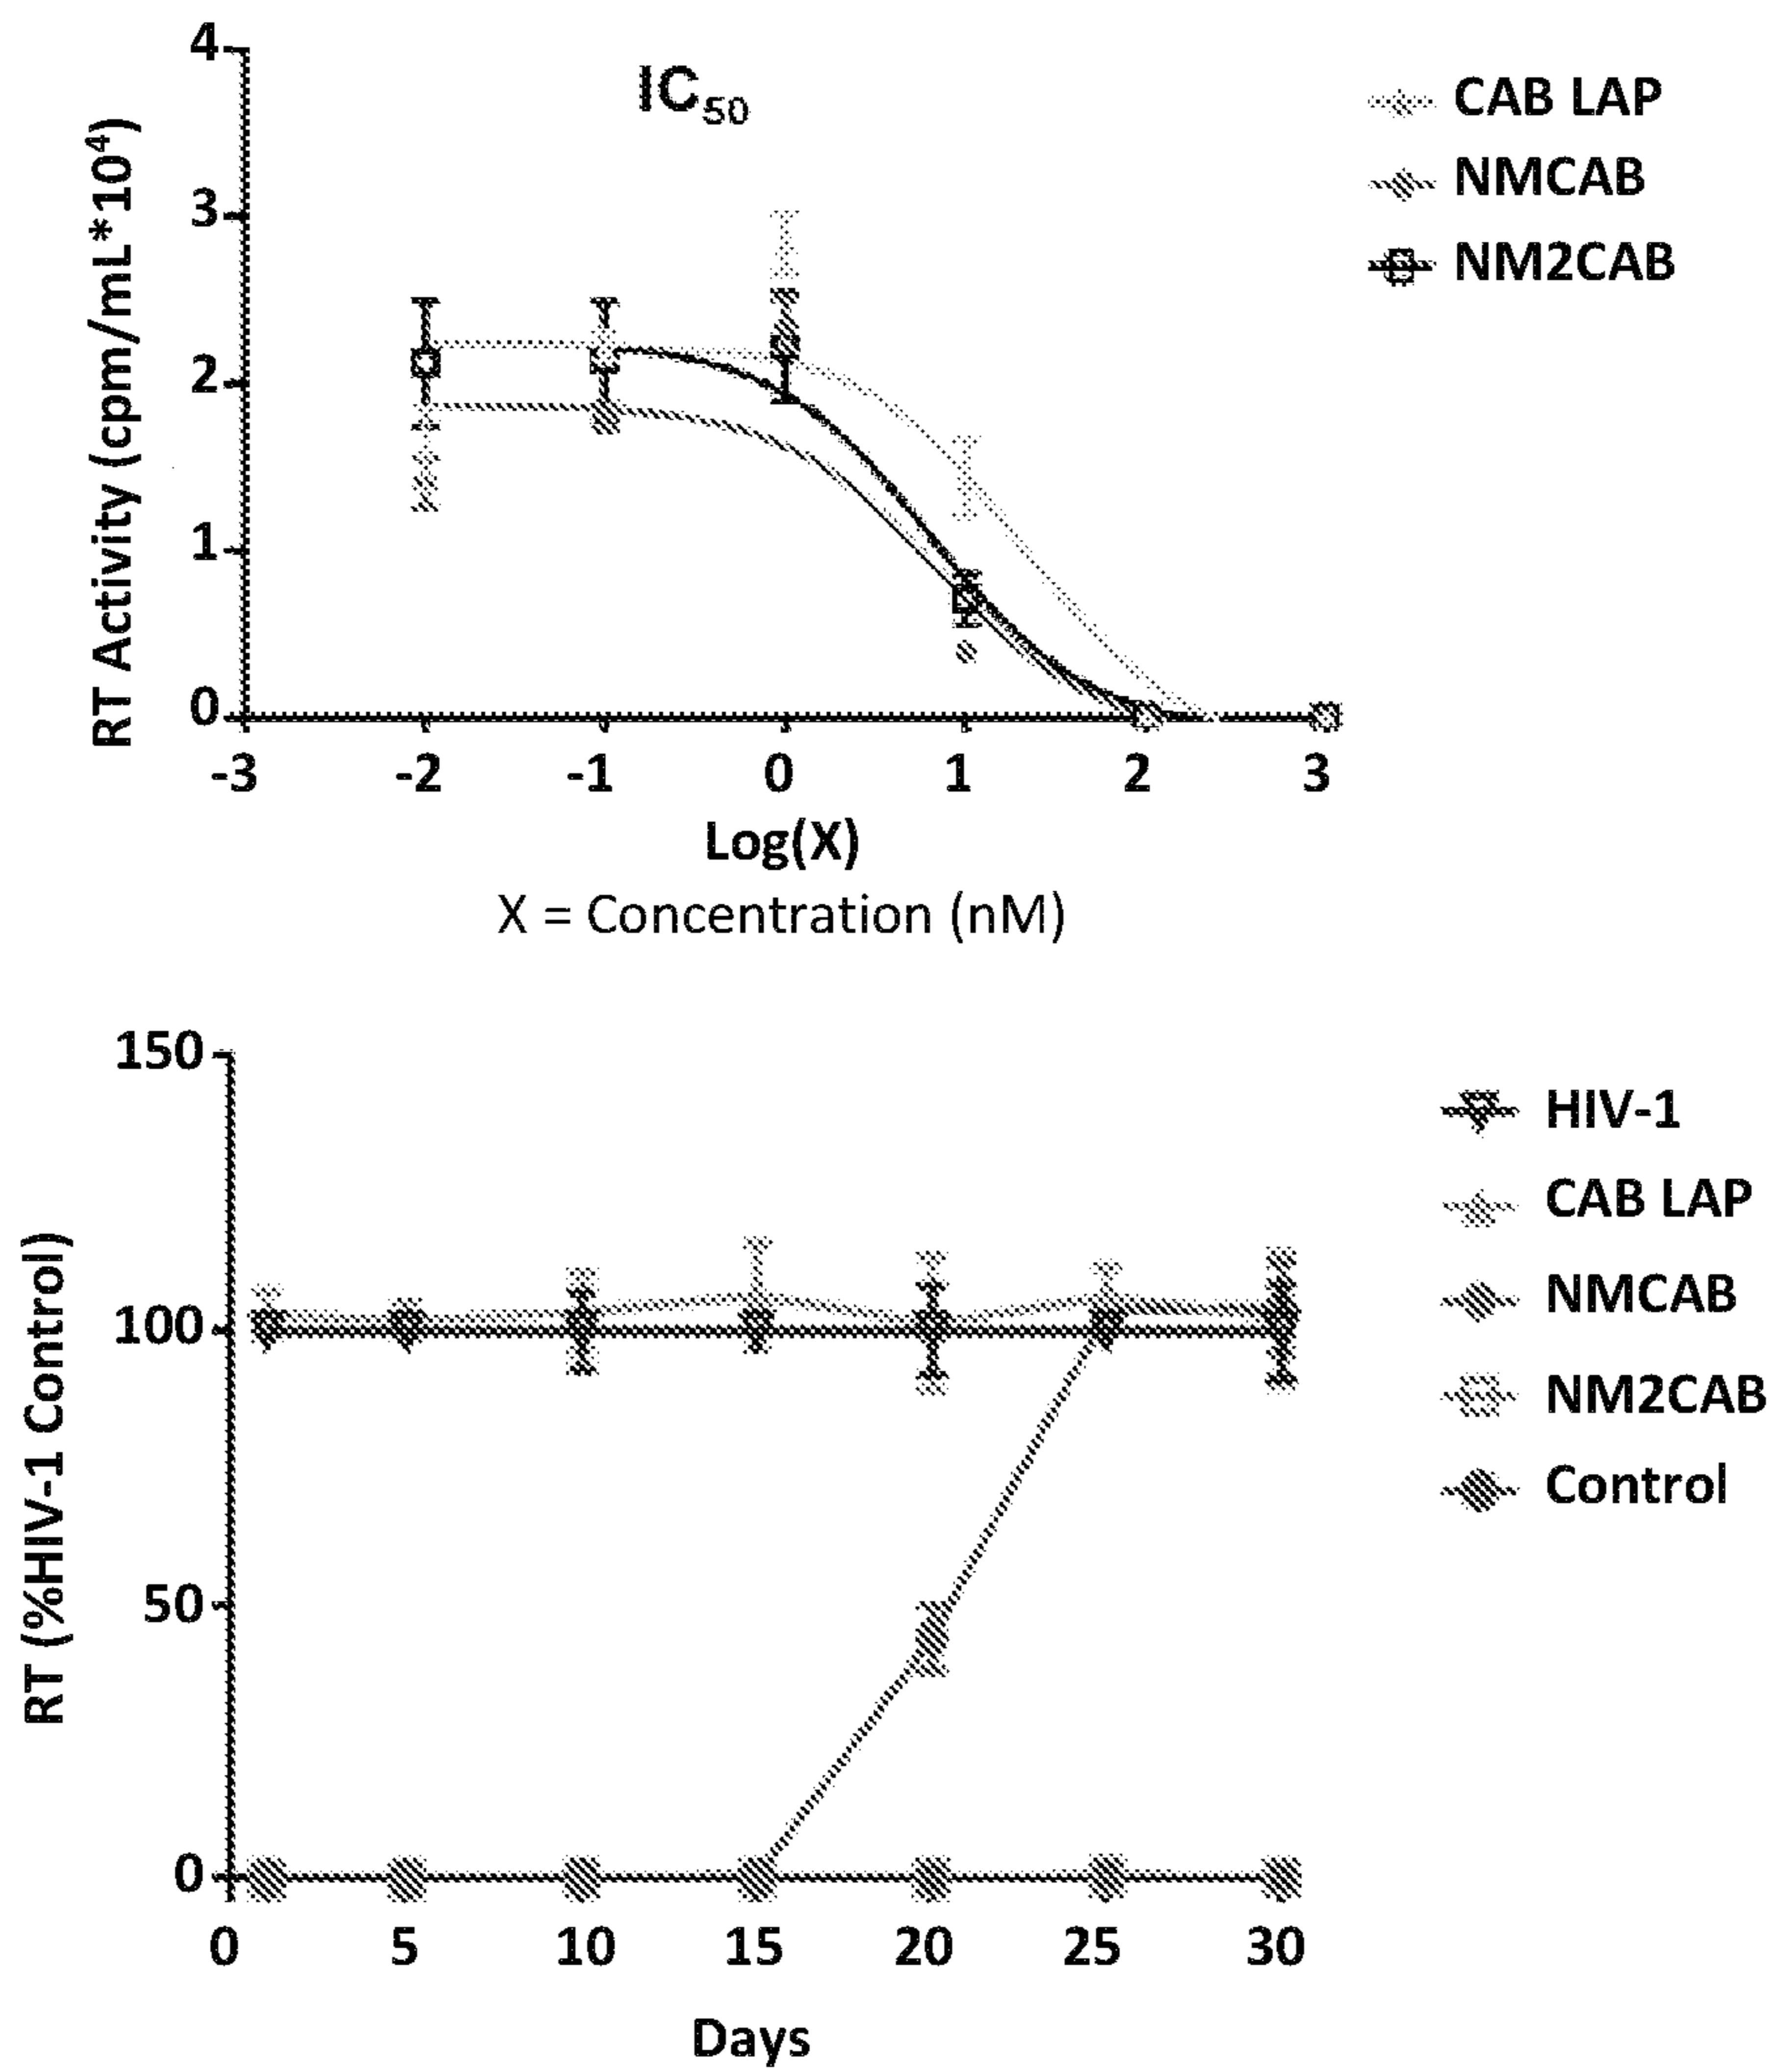 IC50
RT Activity (cpm/mL*10⁴)
4
3
2
1
0
-3 -2 -1 0 1 2 3
Log(X)
X = Concentration (nM)
CAB LAP
NMCAB
NM2CAB
RT (%HIV-1 Control)
150
100
50
0
0 5 10 15 20 25 30
Days
HIV-1
CAB LAP
NMCAB
NM2CAB
Control